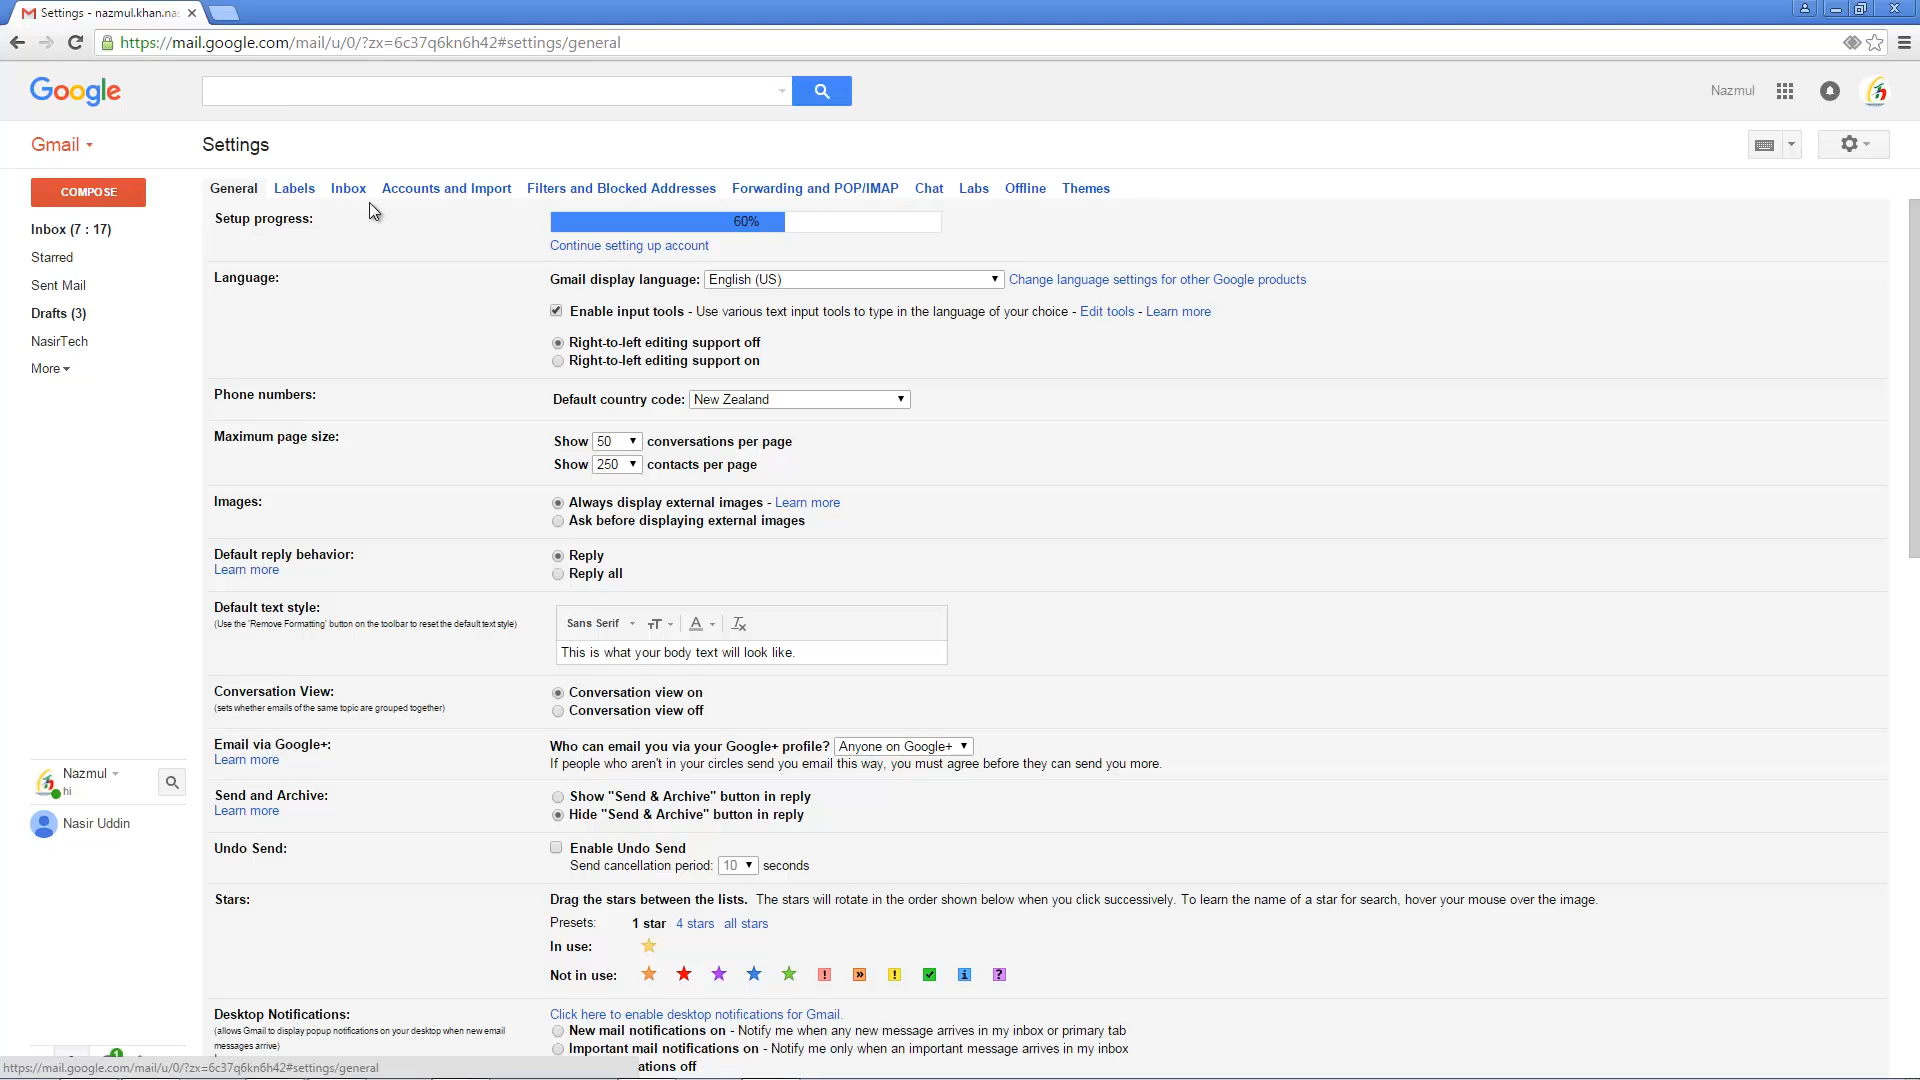 Settings - nazmul.khan.na
https://mail.google.com/mail/u/0/?zx=6c37q6kn6h42#settings/general
Google
Nazmul
Gmail
Settings
COMPOSE
General Labels Inbox Accounts and Import Filters and Blocked Addresses Forwarding and POP/IMAP Chat Labs Offline Themes
Inbox (7 : 17)
Starred
Sent Mail
Drafts (3)
NasirTech
More
Setup progress:
60%
Continue setting up account
Language:
Gmail display language: English (US) Change language settings for other Google products
Enable input tools - Use various text input tools to type in the language of your choice - Edit tools - Learn more
Right-to-left editing support off
Right-to-left editing support on
Phone numbers:
Default country code: New Zealand
Maximum page size:
Show 50 conversations per page
Show 250 contacts per page
Images:
Always display external images - Learn more
Ask before displaying external images
Default reply behavior:
Learn more
Reply
Reply all
Default text style:
(Use the 'Remove Formatting' button on the toolbar to reset the default text style)
Sans Serif
This is what your body text will look like.
Conversation View:
(sets whether emails of the same topic are grouped together)
Conversation view on
Conversation view off
Email via Google+:
Learn more
Who can email you via your Google+ profile? Anyone on Google+
If people who aren't in your circles send you email this way, you must agree before they can send you more.
Nazmul
hi
Nasir Uddin
Send and Archive:
Learn more
Show "Send & Archive" button in reply
Hide "Send & Archive" button in reply
Undo Send:
Enable Undo Send
Send cancellation period: 10 seconds
Stars:
Drag the stars between the lists. The stars will rotate in the order shown below when you click successively. To learn the name of a star for search, hover your mouse over the image.
Presets: 1 star 4 stars all stars
In use:
Not in use:
Desktop Notifications:
(allows Gmail to display popup notifications on your desktop when new email
messages arrive)
Click here to enable desktop notifications for Gmail.
New mail notifications on - Notify me when any new message arrives in my inbox or primary tab
Important mail notifications on - Notify me only when an important message arrives in my inbox
ations off
https://mail.google.com/mail/u/0/?zx=6c37q6kn6h42#settings/general